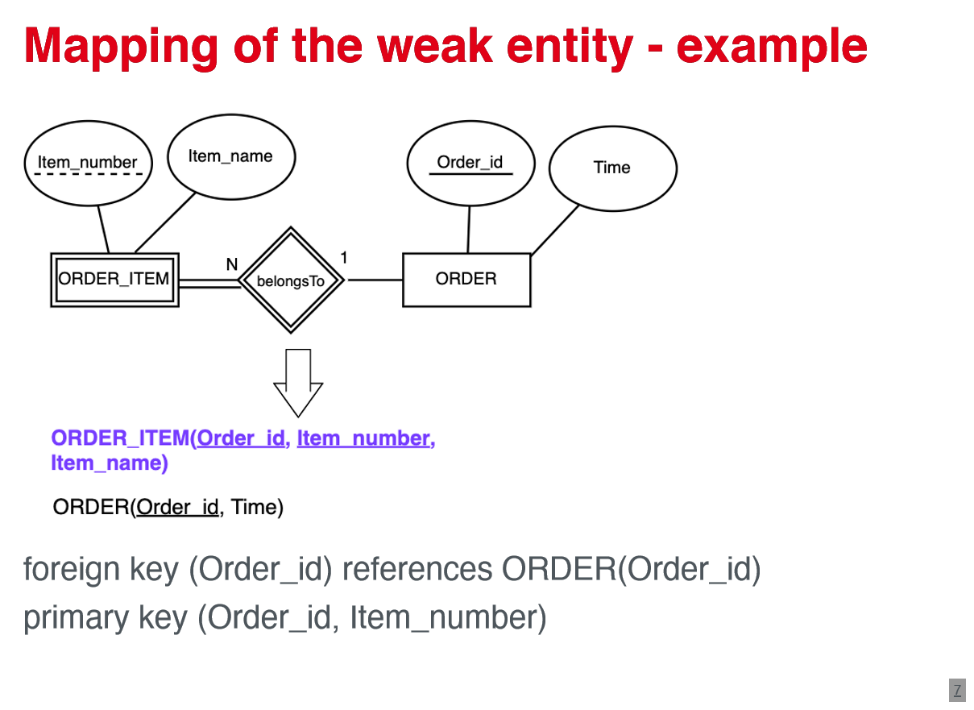 Mapping of the weak entity - example
Item_number
Item_name
Order_id
Time
ORDER_ITEM
N
belongsTo
1
ORDER
ORDER_ITEM(Order_id, Item_number,
Item_name)
ORDER(Order_id, Time)
foreign key (Order_id) references ORDER(Order_id)
primary key (Order_id, Item_number)
7